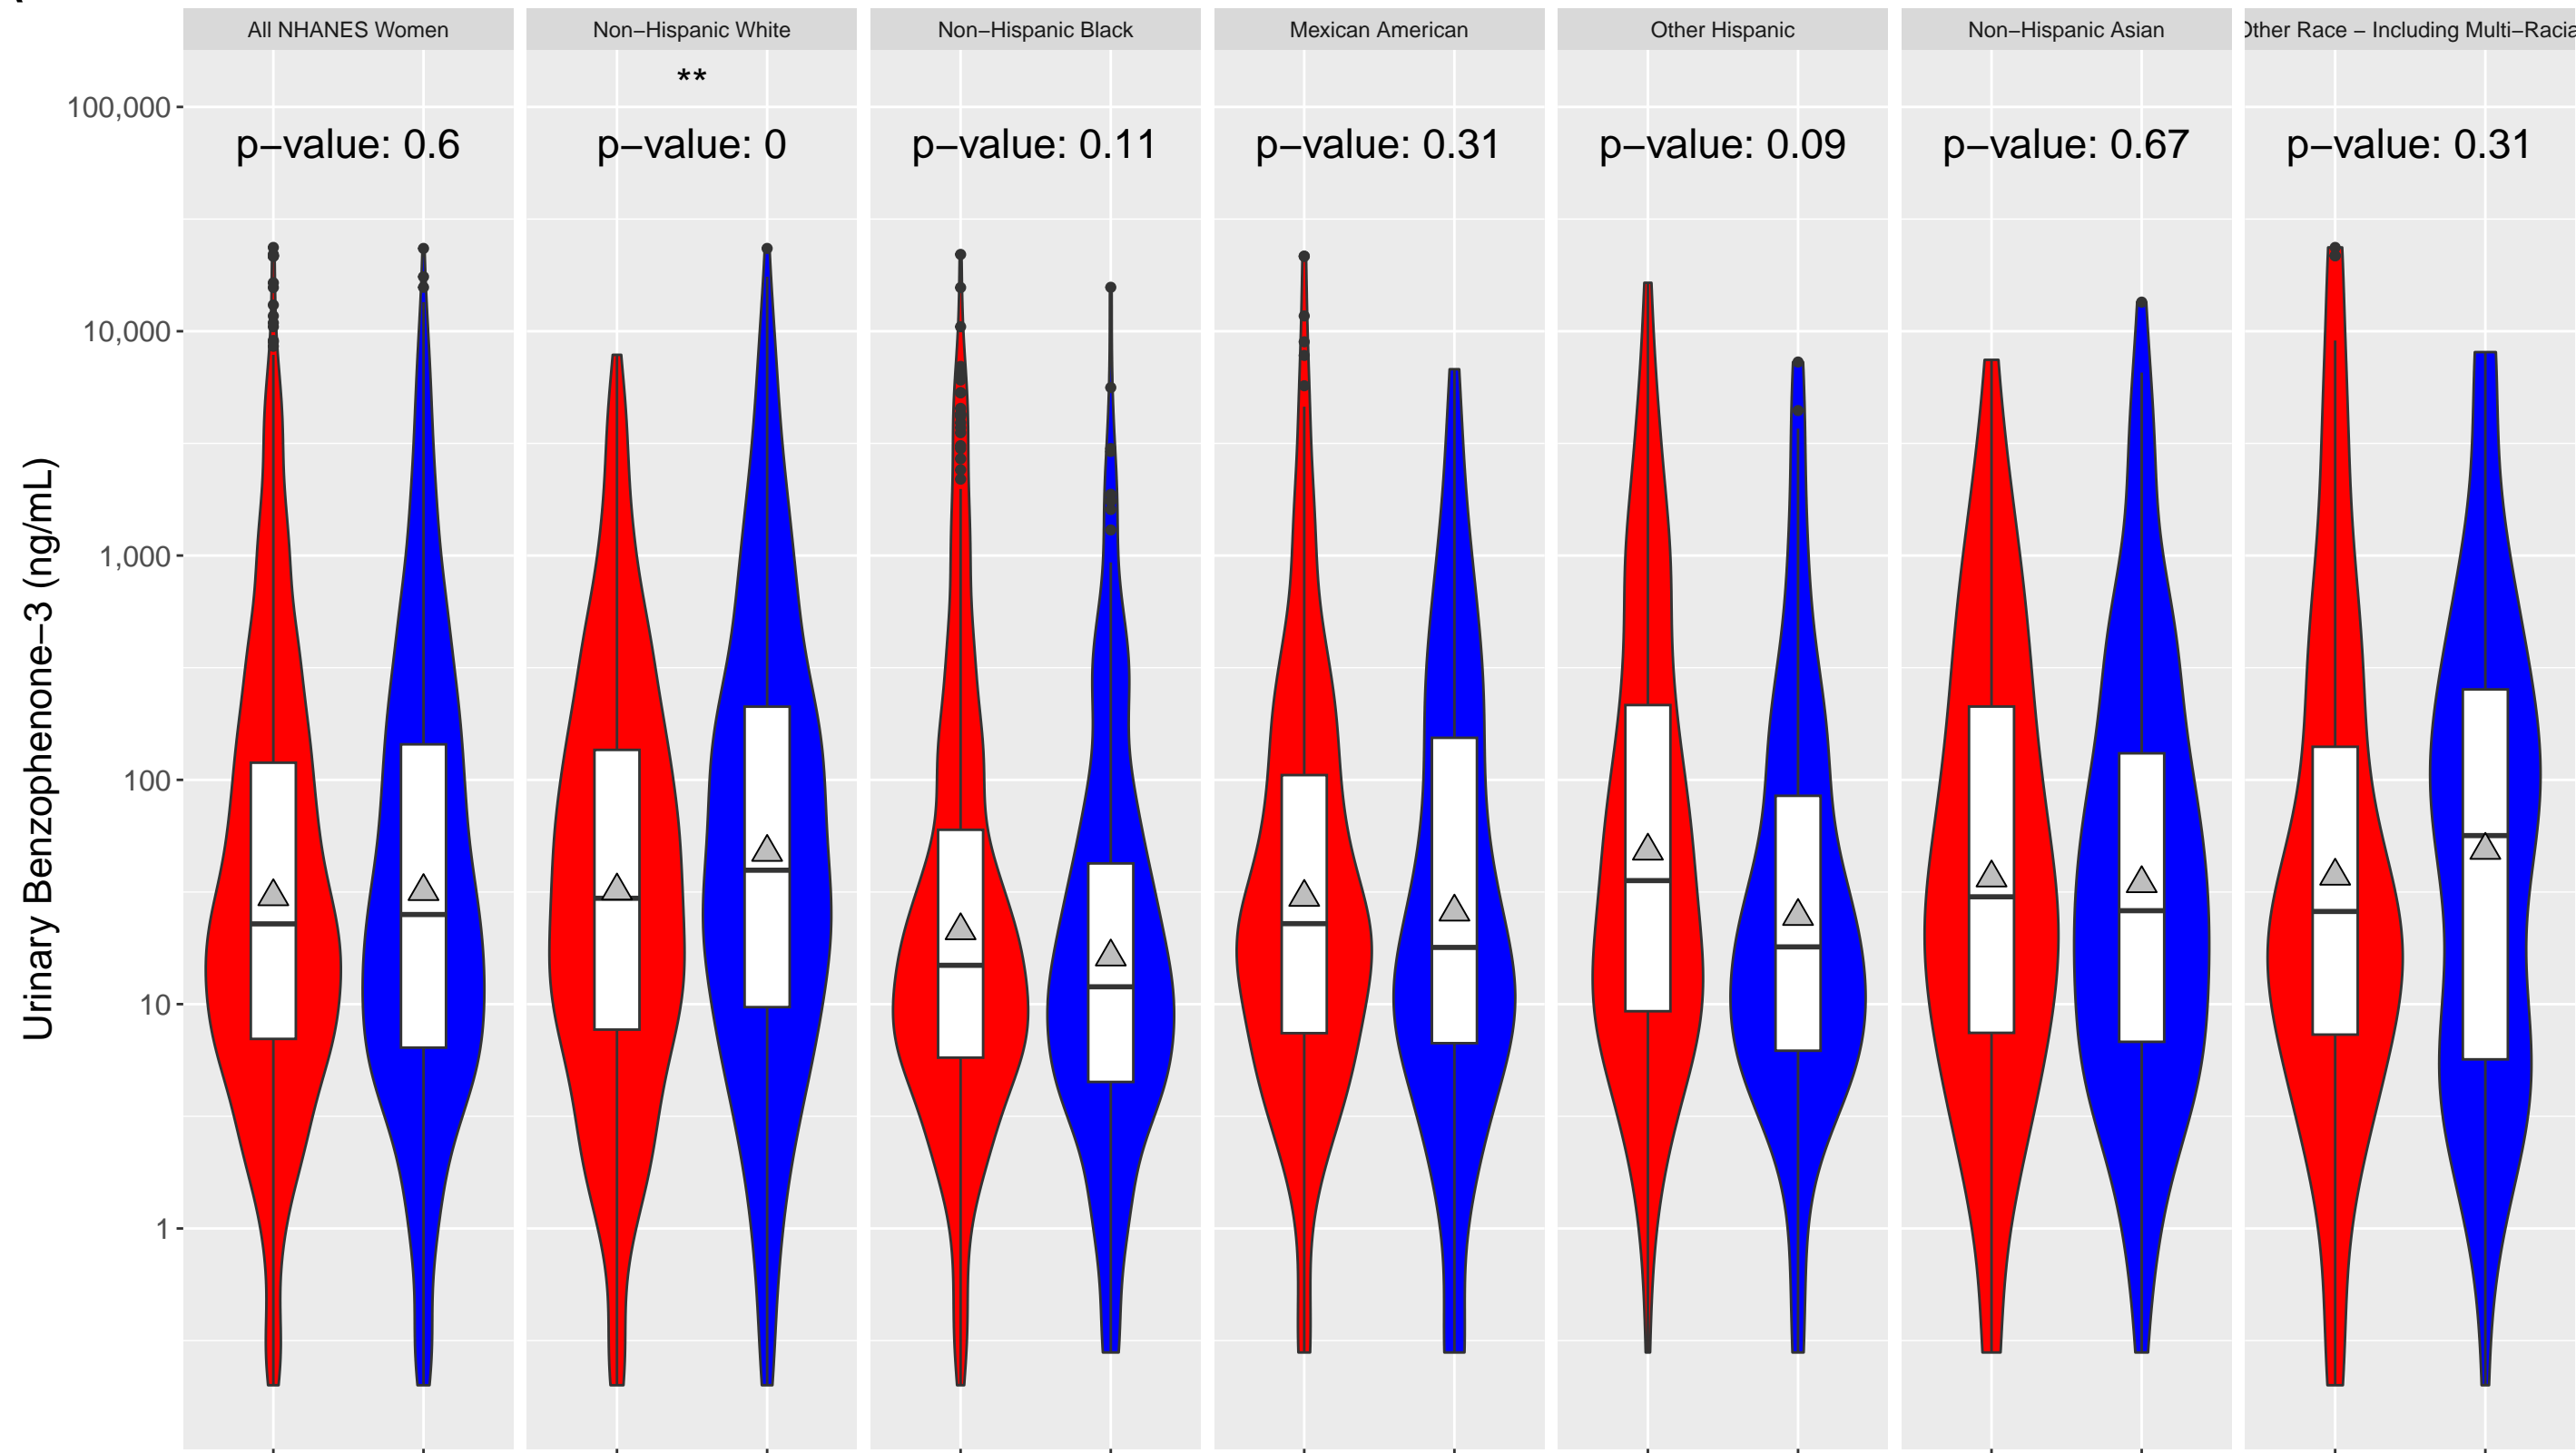 All NHANES Women
Non−Hispanic White
Non−Hispanic Black
Mexican American
Other Hispanic
Non−Hispanic Asian
Other Race − Including Multi−Racia
**
100,000
p−value: 0.6
p−value: 0
p−value: 0.11
p−value: 0.31
p−value: 0.09
p−value: 0.67
p−value: 0.31
10,000
1,000
100
10
1
Urinary Benzophenone−3 (ng/mL)